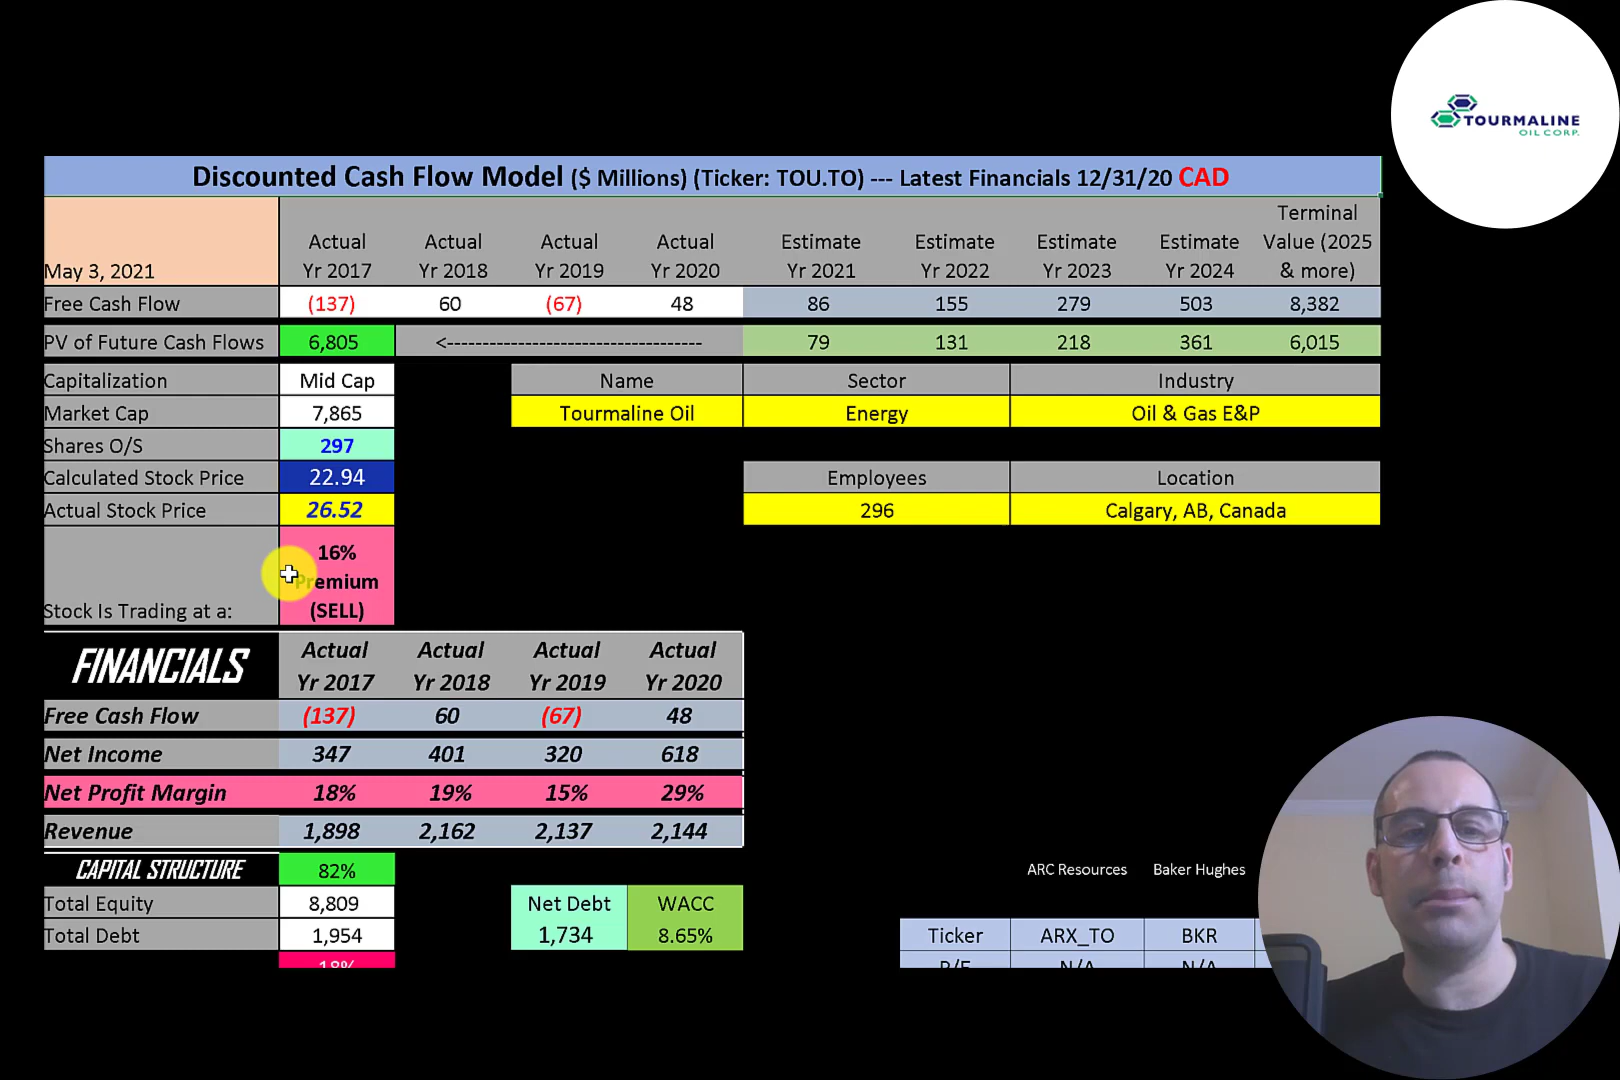 TOURMALINE
OIL CORP.
Discounted Cash Flow Model ($ Millions) (Ticker: TOU.TO) --- Latest Financials 12/31/20 CAD
May 3, 2021 Actual Yr 2017 Actual Yr 2018 Actual Yr 2019 Actual Yr 2020 Estimate Yr 2021 Estimate Yr 2022 Estimate Yr 2023 Estimate Yr 2024 Terminal Value (2025 & more)
Free Cash Flow (137) 60 (67) 48 86 155 279 503 8,382
PV of Future Cash Flows 6,805 <----------------------------------- 79 131 218 361 6,015
Capitalization Mid Cap Name Sector Industry
Market Cap 7,865 Tourmaline Oil Energy Oil & Gas E&P
Shares O/S 297
Calculated Stock Price 22.94 Employees Location
Actual Stock Price 26.52 296 Calgary, AB, Canada
16%
Premium
Stock Is Trading at a: (SELL)
FINANCIALS Actual Yr 2017 Actual Yr 2018 Actual Yr 2019 Actual Yr 2020
Free Cash Flow (137) 60 (67) 48
Net Income 347 401 320 618
Net Profit Margin 18% 19% 15% 29%
Revenue 1,898 2,162 2,137 2,144
CAPITAL STRUCTURE 82% ARC Resources Baker Hughes
Total Equity 8,809 Net Debt WACC
Total Debt 1,954 1,734 8.65% Ticker ARX_TO BKR
18% P/E N/A N/A